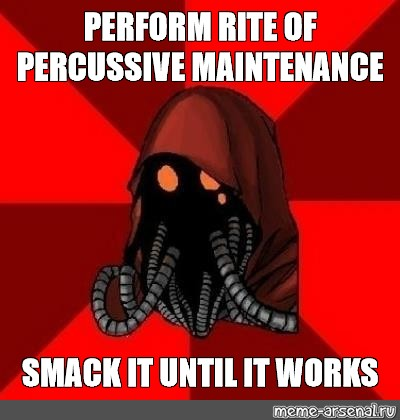 PERFORM RITE OF
PERCUSSIVE MAINTENANCE
SMACK IT UNTIL IT WORKS
meme-arsenal.ru